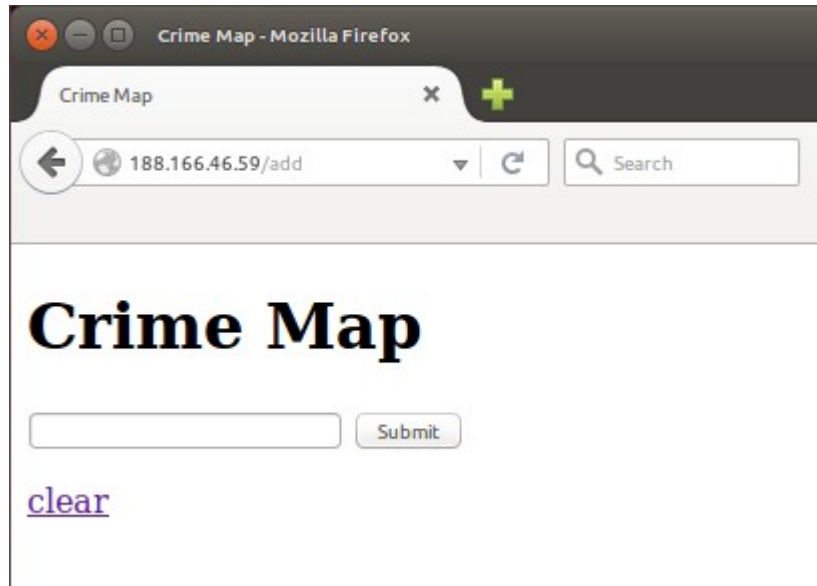 Crime Map - Mozilla Firefox
Crime Map
188.166.46.59/add
Search
Crime Map
Submit
clear